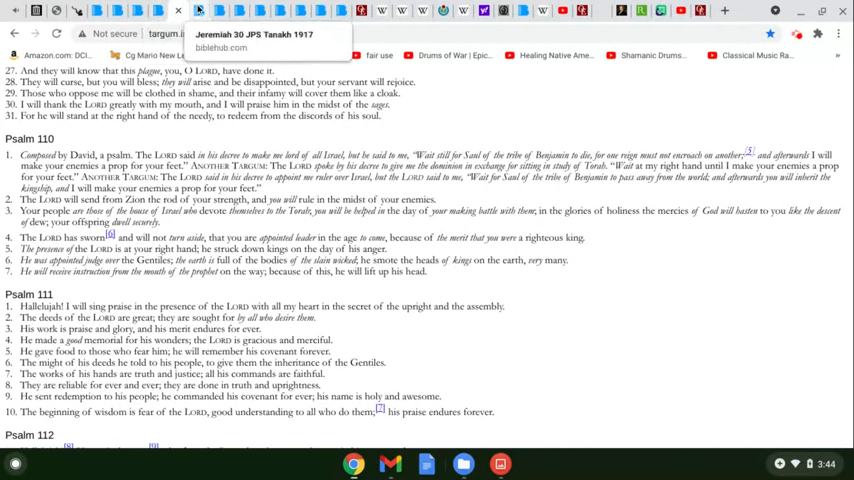 Jeremiah 30 JPS Tanakh 1917
biblehub.com
Not secure
targum.i
Amazon.com: DCI...
Cg Mario New Le
fair use
Drums of War | Epic...
Healing Native Ame...
Classical Music Ra...
27. And they will know that this plague, you, O LORD, have done it.
28. They will curse, but you will bless; they will arise and be disappointed, but your servant will rejoice.
29. Those who oppose me will be clothed in shame, and their infamy will cover them like a cloak.
30. I will thank the LORD greatly with my mouth, and I will praise him in the midst of the sages.
31. For he will stand at the right hand of the needy, to redeem from the discords of his soul.
Psalm 110
1. Composed by David, a psalm. The LORD said in his decree to make me lord of all Israel, but he said to me, “Wait still for Saul of the tribe of Benjamin to die, for one reign must not encroach on another;[5] and afterwards I will
make your enemies a prop for your feet.” ANOTHER TARGUM: The LORD spoke by his decree to give me the dominion in exchange for sitting in study of Torah. “Wait at my right hand until I make your enemies a prop
for your feet.” ANOTHER TARGUM: The LORD said in his decree to appoint me ruler over Israel, but the LORD said to me, “Wait for Saul of the tribe of Benjamin to pass away from the world; and afterwards you will inherit the
kingship, and I will make your enemies a prop for your feet.”
2. The LORD will send from Zion the rod of your strength, and you will rule in the midst of your enemies.
3. Your people are those of the house of Israel who devote themselves to the Torah, you will be helped in the day of your making battle with them; in the glories of holiness the mercies of God will hasten to you like the descent
of dew; your offspring dwell securely.
4. The LORD has sworn[6] and will not turn aside, that you are appointed leader in the age to come, because of the merit that you were a righteous king.
5. The presence of the LORD is at your right hand; he struck down kings on the day of his anger.
6. He was appointed judge over the Gentiles; the earth is full of the bodies of the slain wicked; he smote the heads of kings on the earth, very many.
7. He will receive instruction from the mouth of the prophet on the way; because of this, he will lift up his head.
Psalm 111
1. Hallelujah! I will sing praise in the presence of the LORD with all my heart in the secret of the upright and the assembly.
2. The deeds of the LORD are great; they are sought for by all who desire them.
3. His work is praise and glory, and his merit endures for ever.
4. He made a good memorial for his wonders; the LORD is gracious and merciful.
5. He gave food to those who fear him; he will remember his covenant forever.
6. The might of his deeds he told to his people, to give them the inheritance of the Gentiles.
7. The works of his hands are truth and justice; all his commands are faithful.
8. They are reliable for ever and ever; they are done in truth and uprightness.
9. He sent redemption to his people; he commanded his covenant for ever; his name is holy and awesome.
10. The beginning of wisdom is fear of the LORD, good understanding to all who do them;[7] his praise endures forever.
Psalm 112
3:44